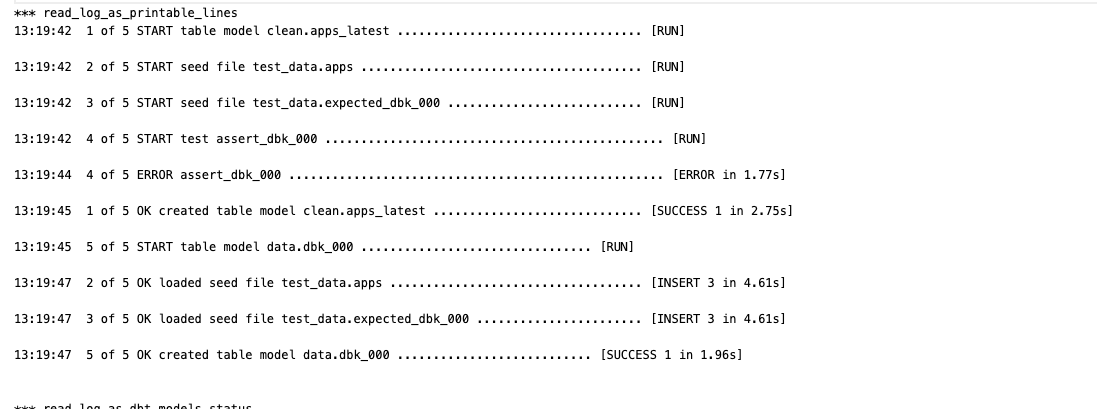 *** read_log_as_printable_lines
13:19:42  1 of 5 START table model clean.apps_latest .................................. [RUN]
13:19:42  2 of 5 START seed file test_data.apps ....................................... [RUN]
13:19:42  3 of 5 START seed file test_data.expected_dbk_000 ........................... [RUN]
13:19:42  4 of 5 START test assert_dbk_000 ............................................... [RUN]
13:19:44  4 of 5 ERROR assert_dbk_000 .................................................... [ERROR in 1.77s]
13:19:45  1 of 5 OK created table model clean.apps_latest ............................. [SUCCESS 1 in 2.75s]
13:19:45  5 of 5 START table model data.dbk_000 ................................ [RUN]
13:19:47  2 of 5 OK loaded seed file test_data.apps ................................... [INSERT 3 in 4.61s]
13:19:47  3 of 5 OK loaded seed file test_data.expected_dbk_000 ....................... [INSERT 3 in 4.61s]
13:19:47  5 of 5 OK created table model data.dbk_000 ........................... [SUCCESS 1 in 1.96s]
*** read_log_as_dbt_models_status